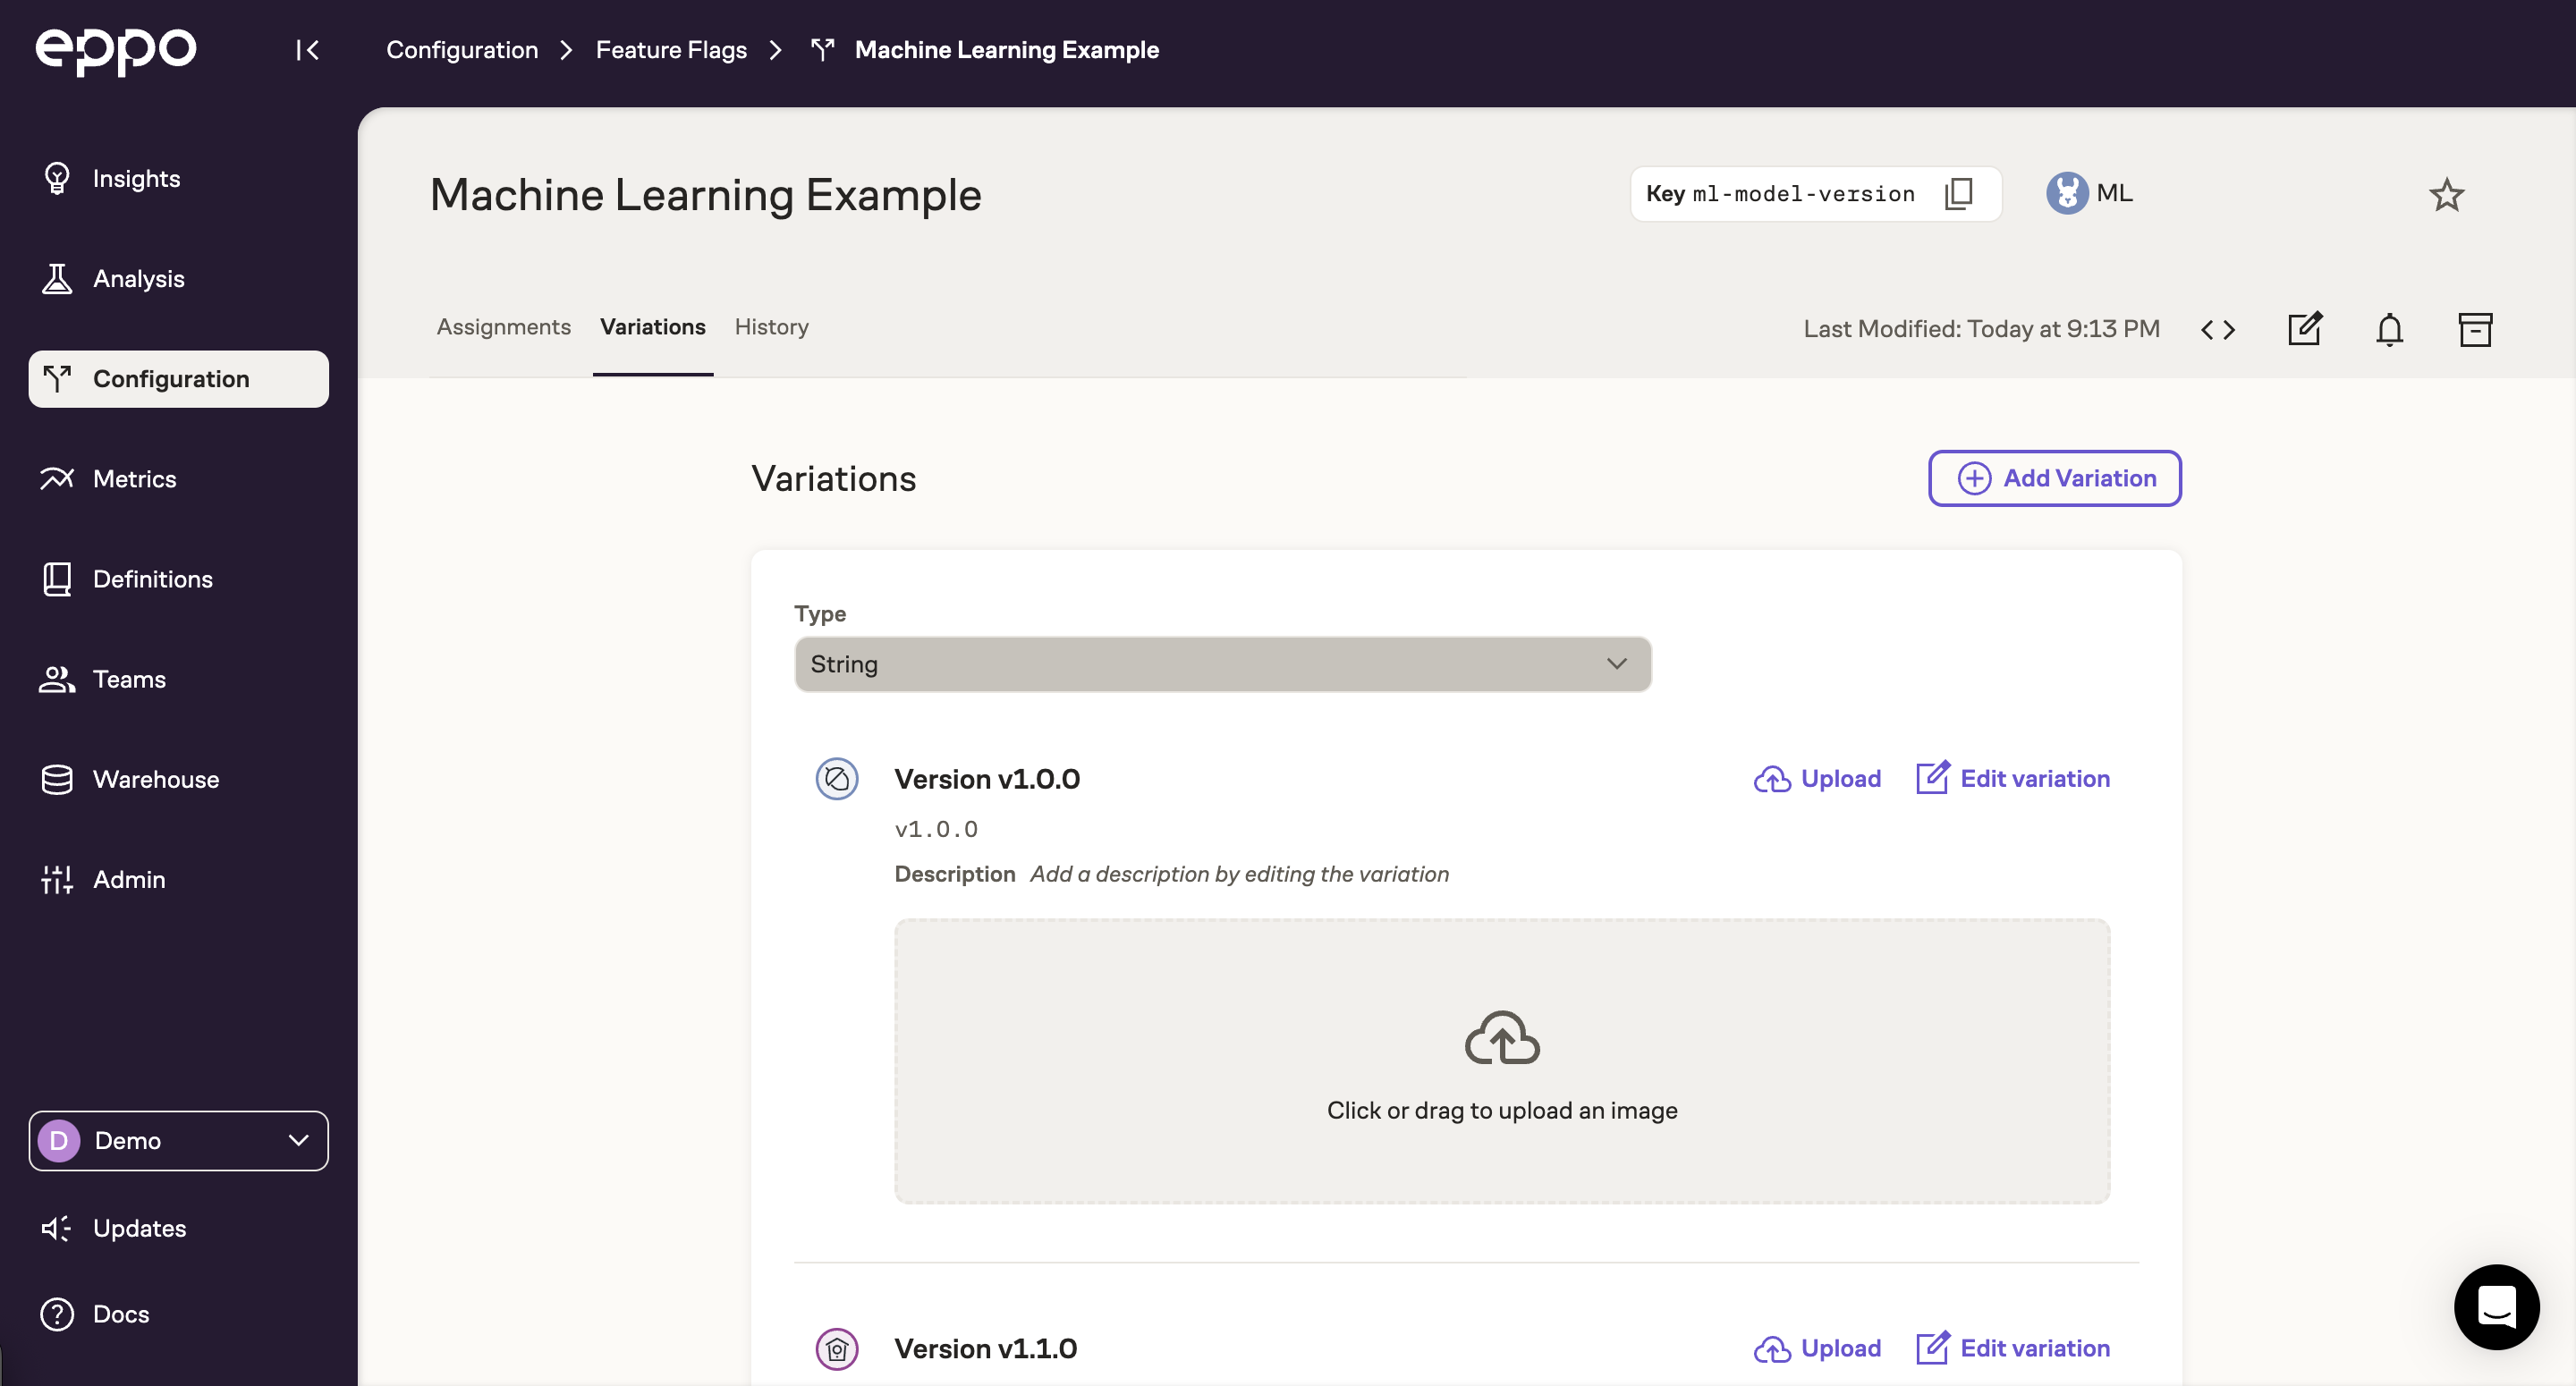 eppo
Configuration > Feature Flags > Machine Learning Example
Insights
Analysis
Configuration
Metrics
Definitions
Teams
Warehouse
Admin
D Demo
Updates
Docs
Machine Learning Example
Key ml-model-version
ML
Assignments Variations History
Last Modified: Today at 9:13 PM
Variations
Add Variation
Type
String
Version v1.0.0
Upload Edit variation
v1.0.0
Description Add a description by editing the variation
Click or drag to upload an image
Version v1.1.0
Upload Edit variation